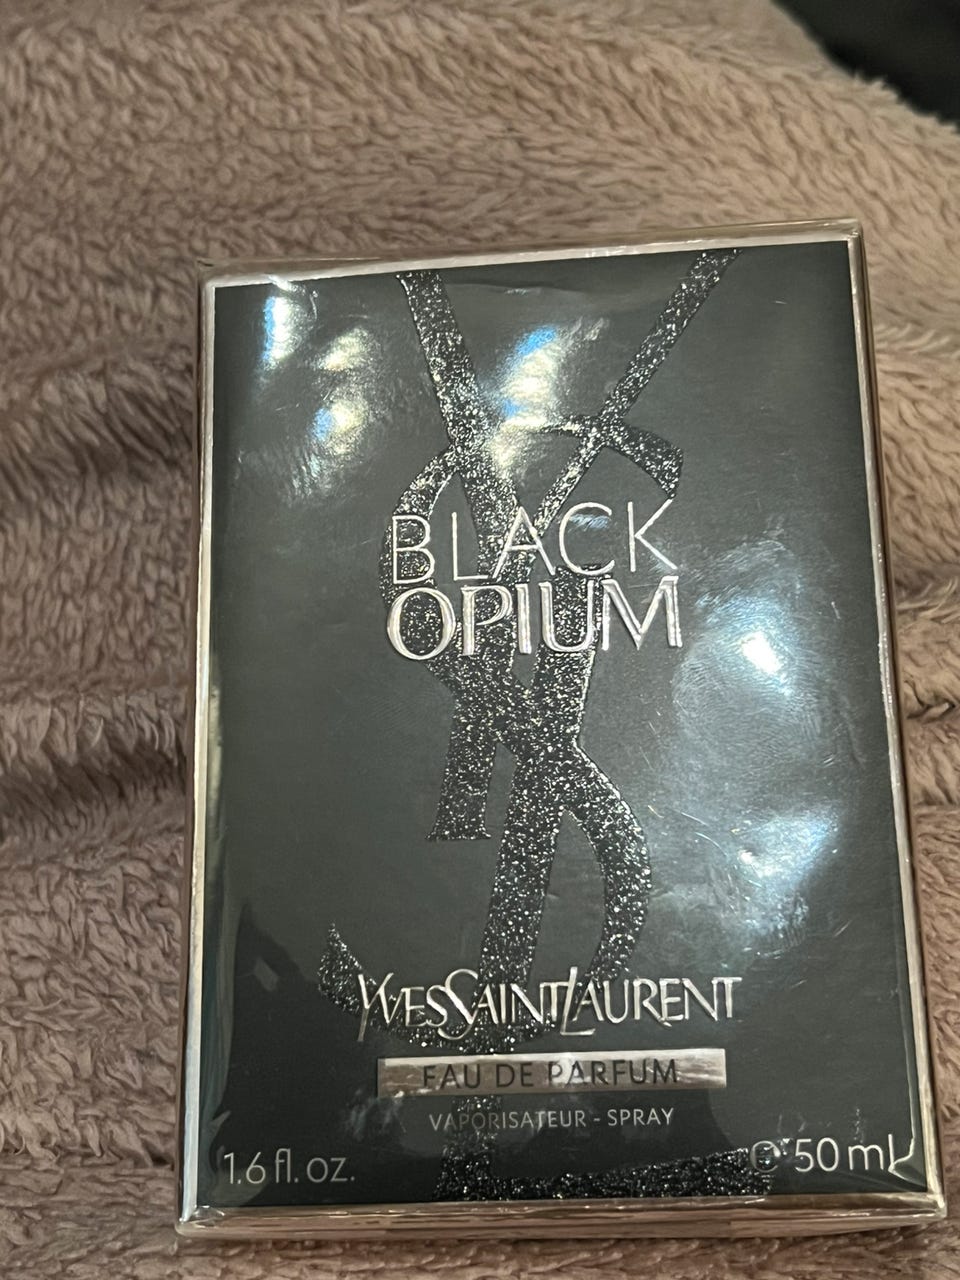 BLACK
OPIUM
YVESSAINTLAURENT
EAU DE PARFUM
VAPORISATEUR - SPRAY
1.6 fl. oz. ℮ 50 ml